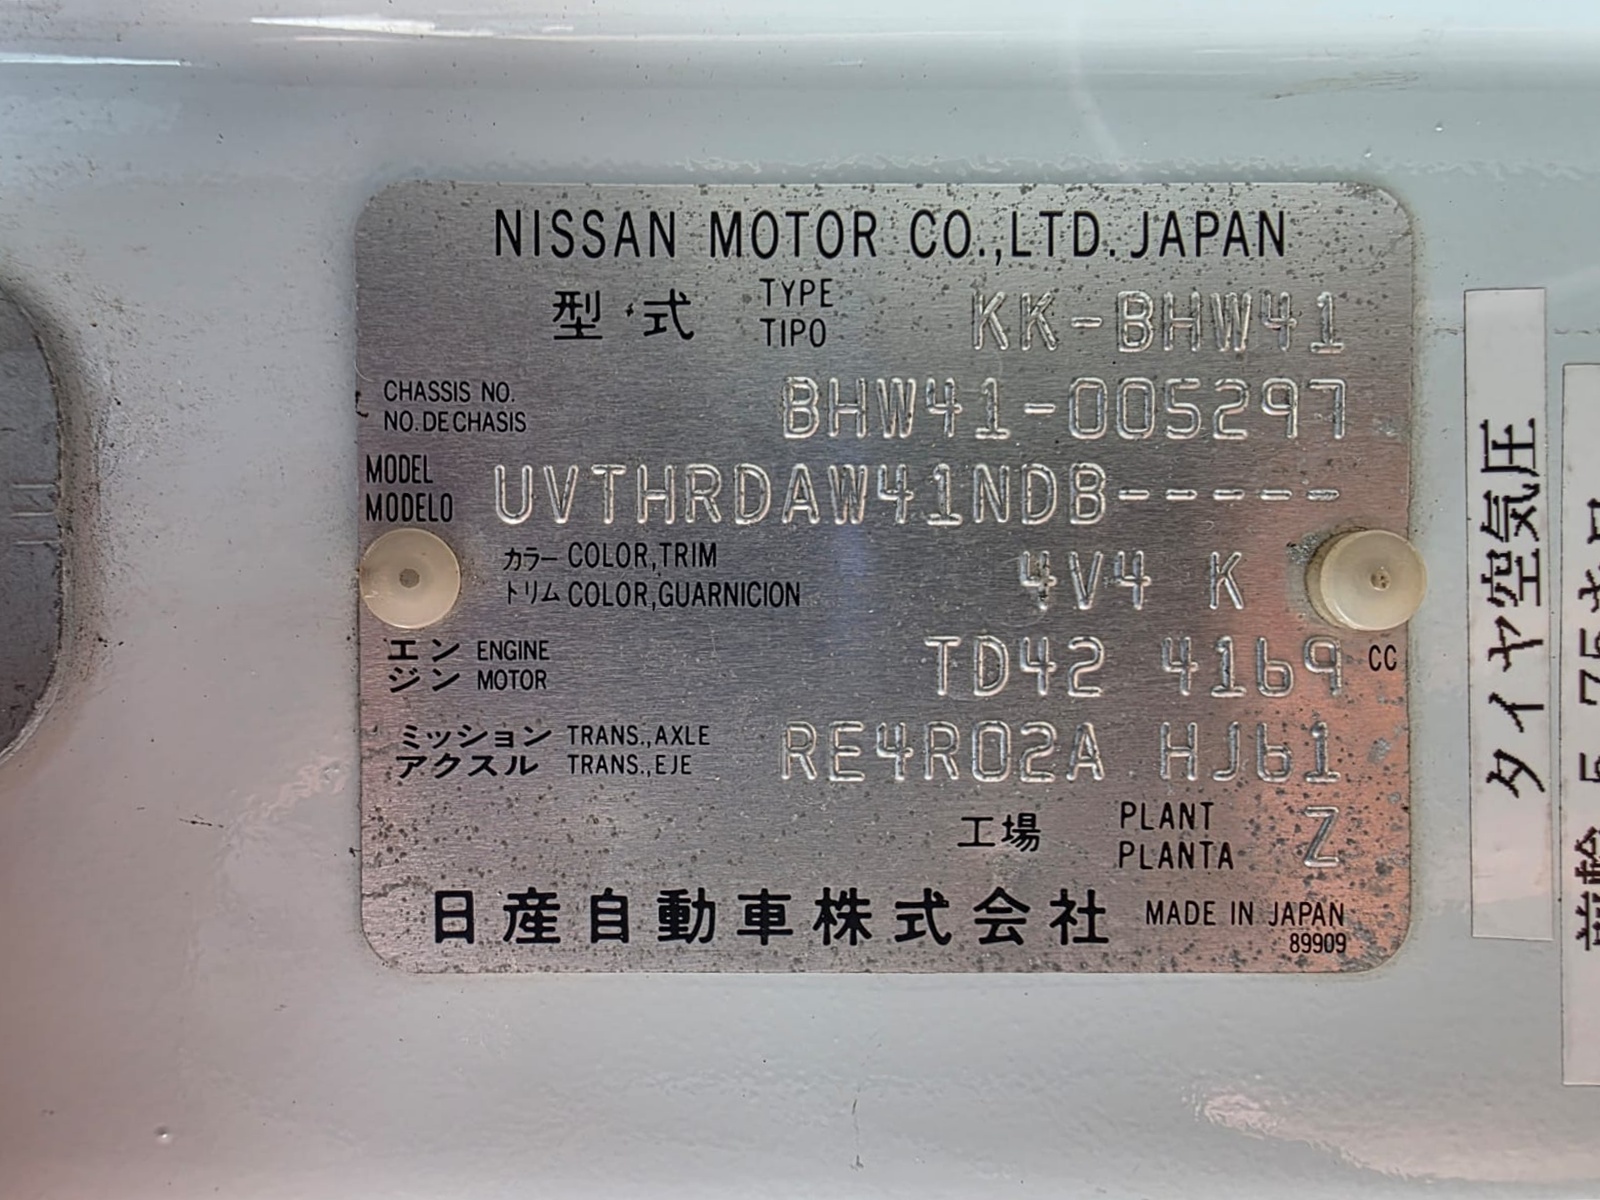 NISSAN MOTOR CO.,LTD. JAPAN
型式 TYPE KK-BHW41
TIPO
CHASSIS NO. BHW41-005297
NO. DE CHASIS
MODEL UVTHRDAW41NDB-----
MODELO
カラー COLOR,TRIM 4V4 K
トリム COLOR,GUARNICION
エン ENGINE TD42 4169 CC
ジン MOTOR
ミッション TRANS.,AXLE RE4R02A HJ61
アクスル TRANS.,EJE
工場 PLANT Z
PLANTA
日産自動車株式会社 MADE IN JAPAN
89909
タイヤ空気圧